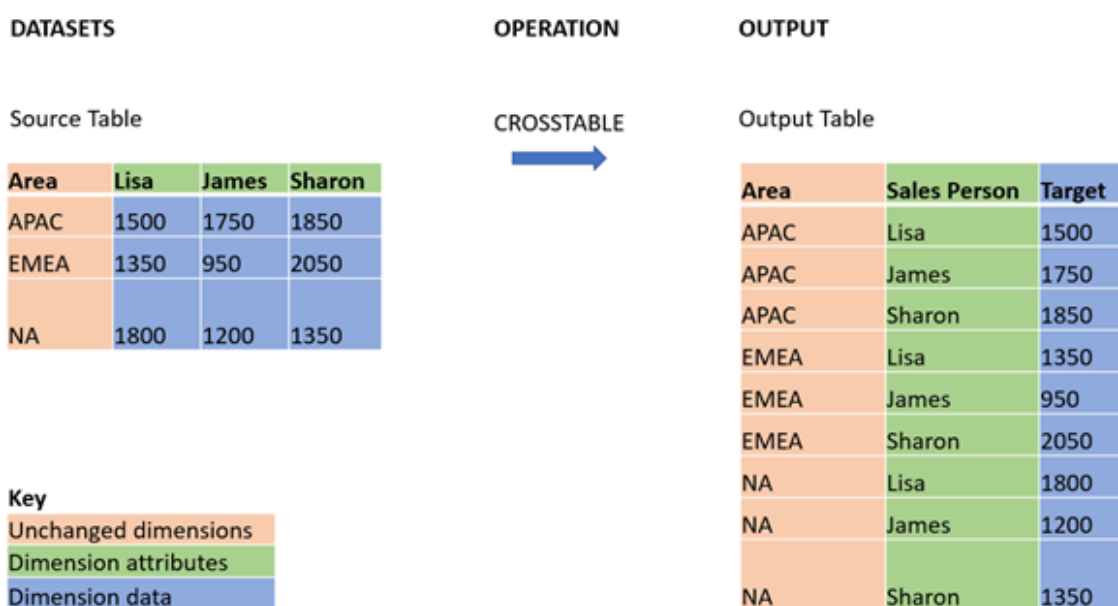 DATASETS
OPERATION
OUTPUT
Source Table
CROSSTABLE
Output Table
Area Lisa James Sharon
APAC 1500 1750 1850
EMEA 1350 950 2050
NA 1800 1200 1350
Area Sales Person Target
APAC Lisa 1500
APAC James 1750
APAC Sharon 1850
EMEA Lisa 1350
EMEA James 950
EMEA Sharon 2050
NA Lisa 1800
NA James 1200
NA Sharon 1350
Key
Unchanged dimensions
Dimension attributes
Dimension data